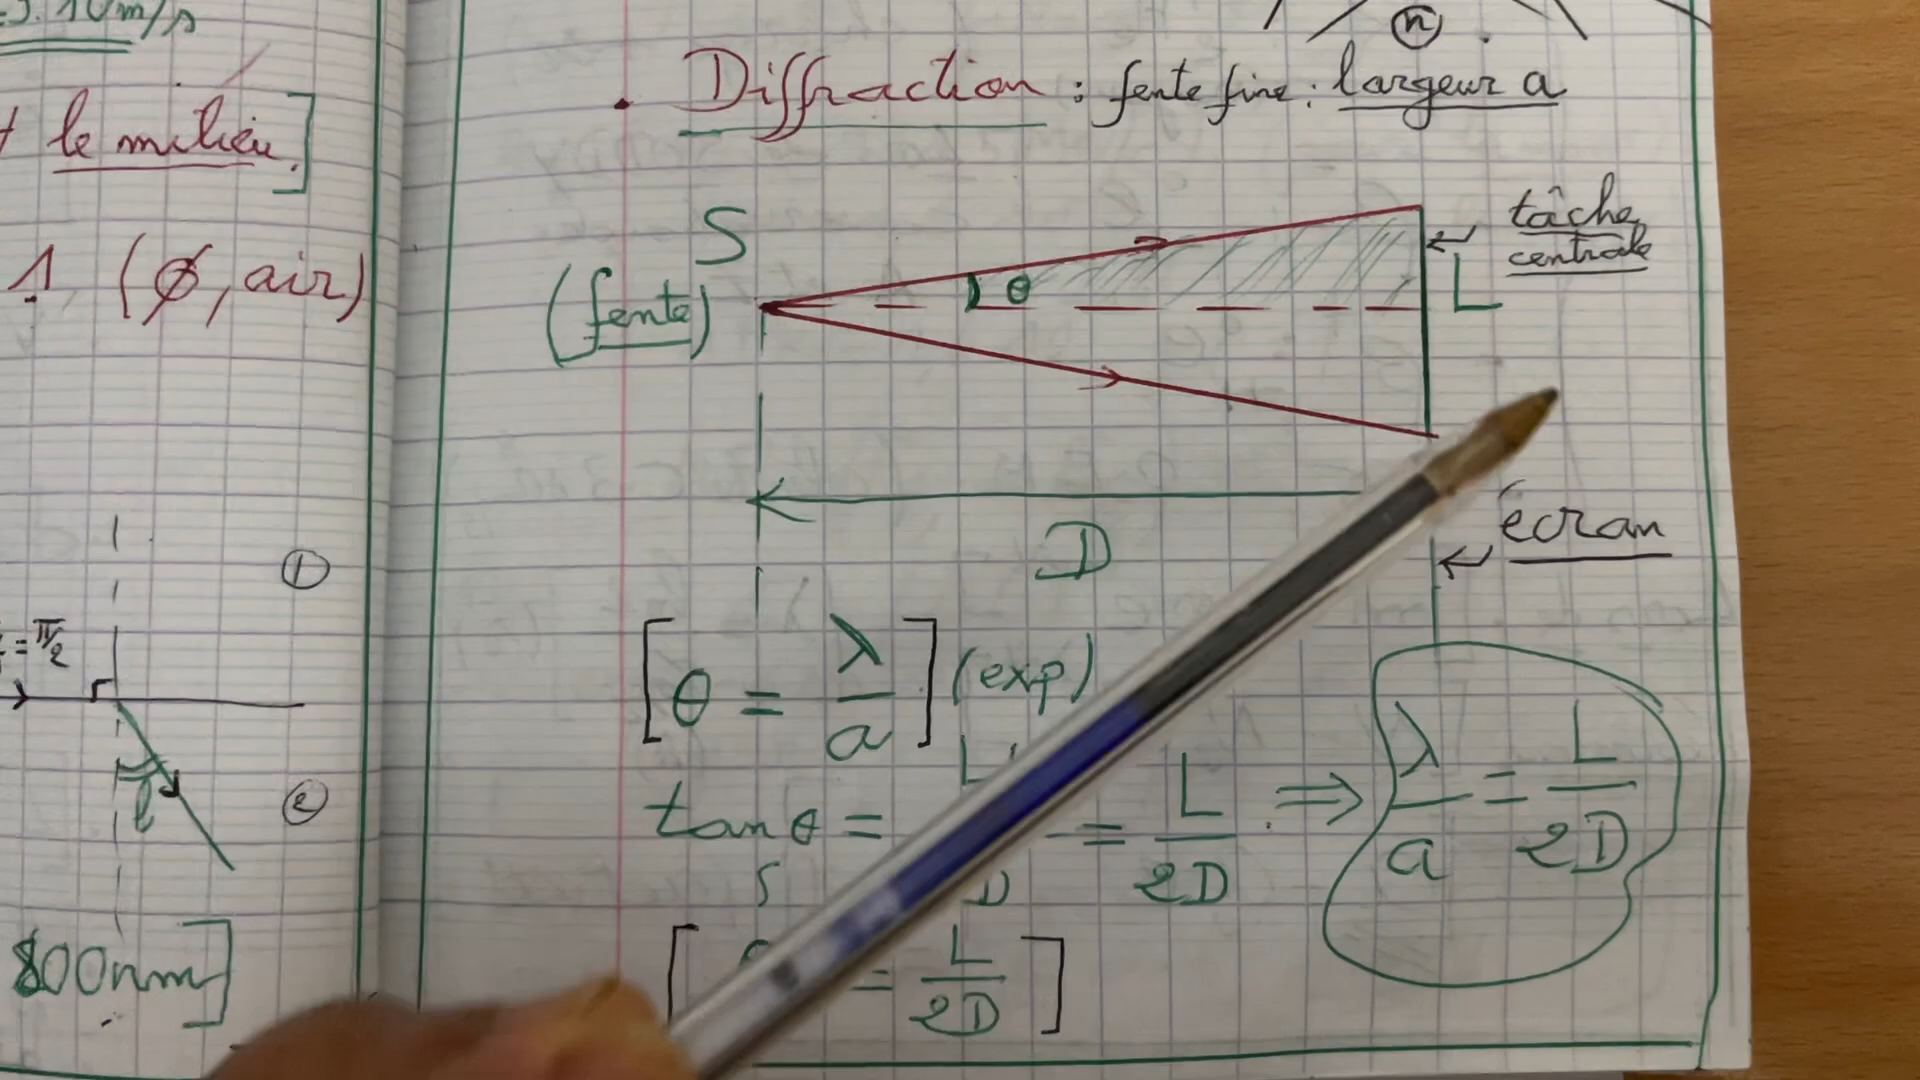 m/s
le milieu.]
1 (∅, air)
= π/2
①
②
800nm]
ⓝ
• Diffraction : fente fine : largeur a
S
(fente)
θ
tâche
centrale
L
D
écran
[θ = λ/a] (exp)
tan θ = = L/2D ⇒ λ/a = L/2D
[ = L/2D ]